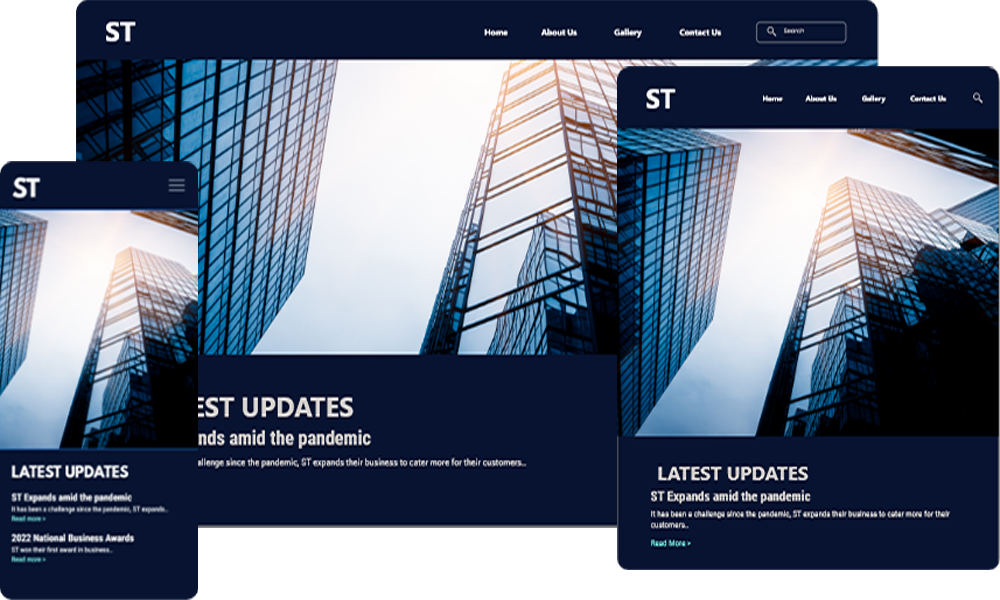 ST
Home About Us Gallery Contact Us Search
EST UPDATES
nds amid the pandemic
allenge since the pandemic, ST expands their business to cater more for their customers...
ST
Home About Us Gallery Contact Us
LATEST UPDATES
ST Expands amid the pandemic
It has been a challenge since the pandemic, ST expands their business to cater more for their
customers..
Read More >
ST
LATEST UPDATES
ST Expands amid the pandemic
It has been a challenge since the pandemic, ST expands..
Read more >
2022 National Business Awards
ST won their first award in business..
Read more >